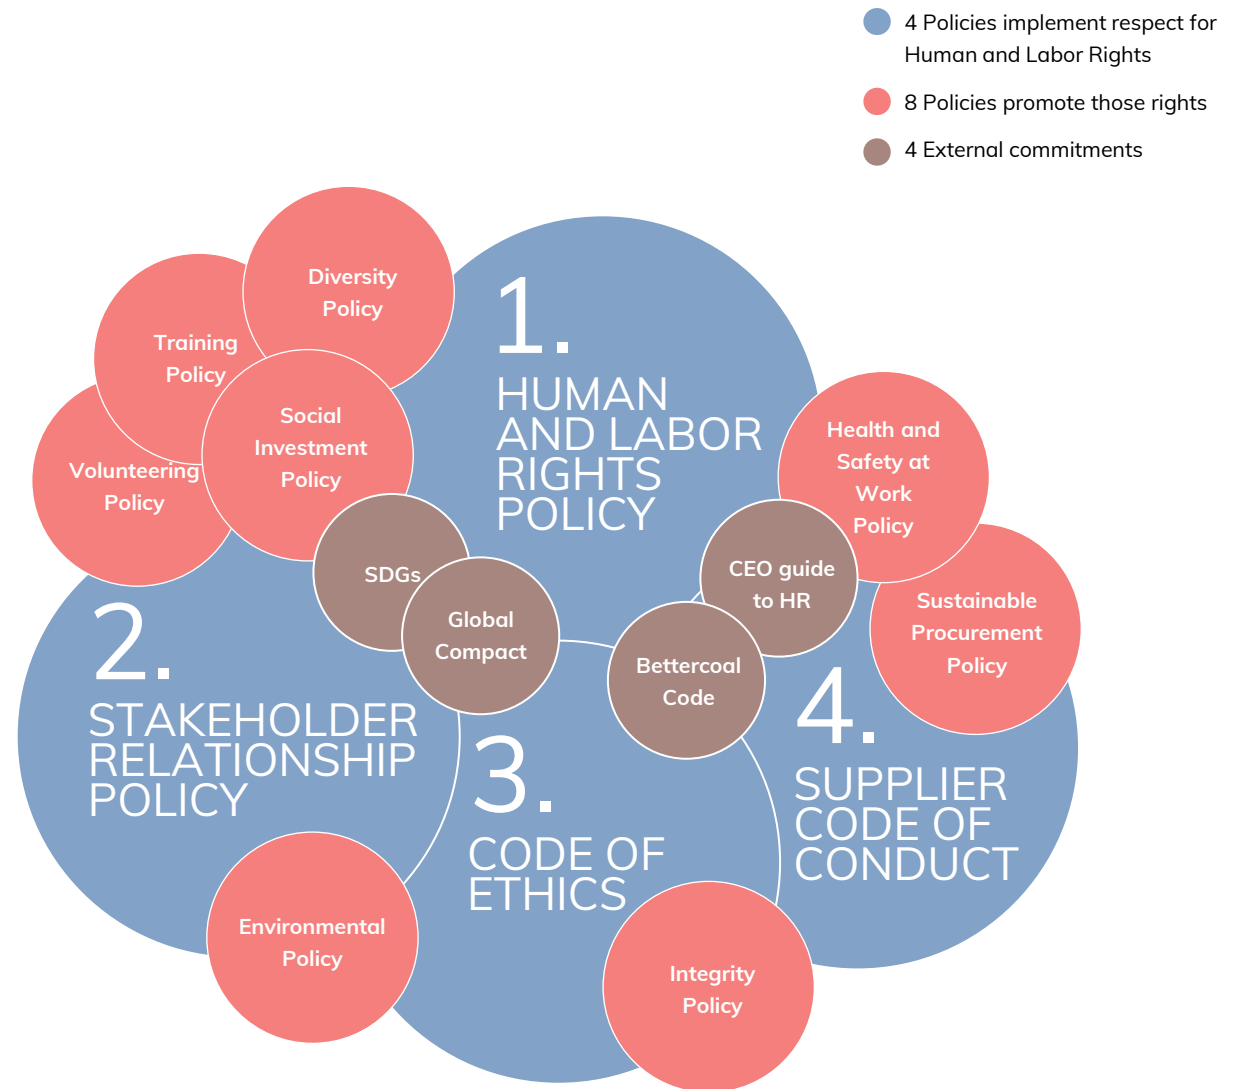 4 Policies implement respect for
Human and Labor Rights
8 Policies promote those rights
4 External commitments
Diversity
Policy
Training
Policy
Social
Investment
Policy
Volunteering
Policy
1.
HUMAN
AND LABOR
RIGHTS
POLICY
Health and
Safety at
Work
Policy
SDGs
Global
Compact
CEO guide
to HR
Bettercoal
Code
Sustainable
Procurement
Policy
2.
STAKEHOLDER
RELATIONSHIP
POLICY
3.
CODE OF
ETHICS
4.
SUPPLIER
CODE OF
CONDUCT
Environmental
Policy
Integrity
Policy